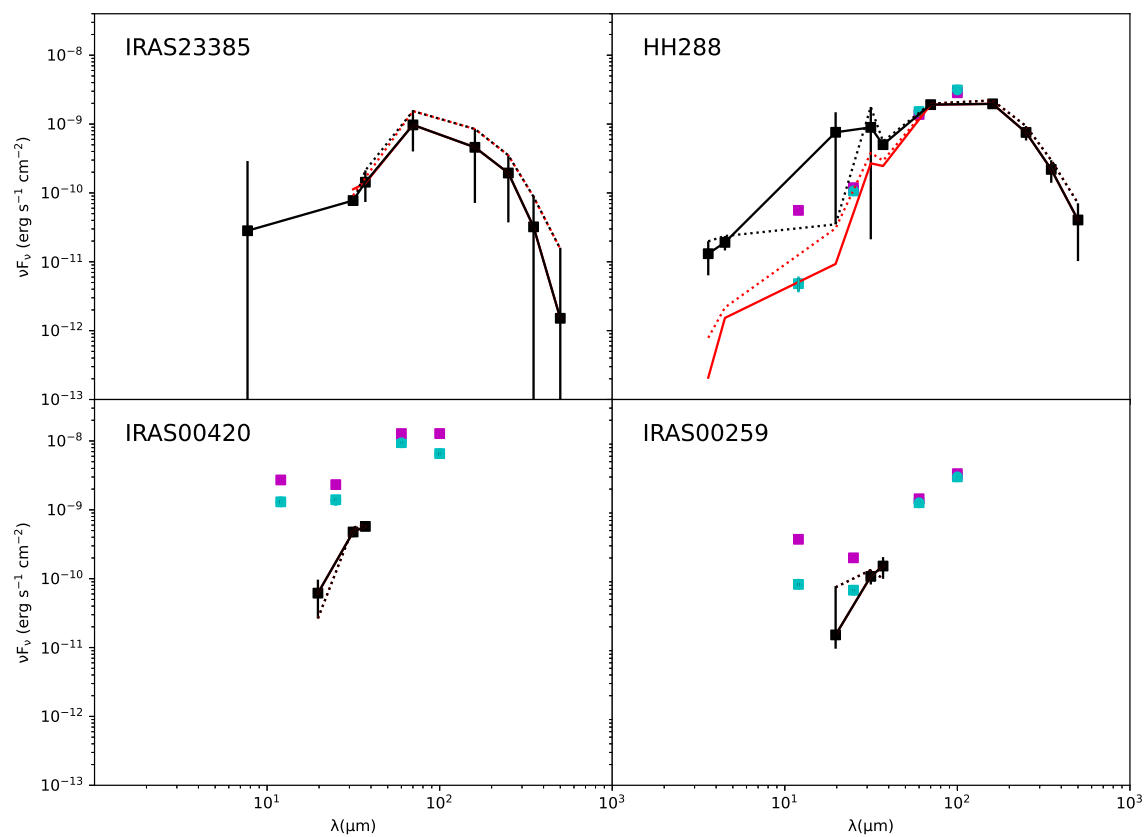 IRAS23385
HH288
10⁻⁸
10⁻⁹
10⁻¹⁰
10⁻¹¹
10⁻¹²
10⁻¹³
νFᵥ (erg s⁻¹ cm⁻²)
IRAS00420
IRAS00259
10⁻⁸
10⁻⁹
10⁻¹⁰
10⁻¹¹
10⁻¹²
10⁻¹³
νFᵥ (erg s⁻¹ cm⁻²)
10¹ 10² 10³ 10¹ 10² 10³
λ(μm) λ(μm)